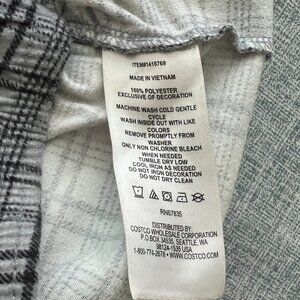 ITEM#1415769
MADE IN VIETNAM
100% POLYESTER
EXCLUSIVE OF DECORATION
MACHINE WASH COLD GENTLE
CYCLE
WASH INSIDE OUT WITH LIKE
COLORS
REMOVE PROMPTLY FROM
WASHER
ONLY NON CHLORINE BLEACH
WHEN NEEDED
TUMBLE DRY LOW
COOL IRON AS NEEDED
DO NOT IRON DECORATION
DO NOT DRY CLEAN
RN87835
DISTRIBUTED BY:
COSTCO WHOLESALE CORPORATION
P.O.BOX 34535, SEATTLE, WA
98124-1535 USA
1-800-774-2678 • WWW.COSTCO.COM